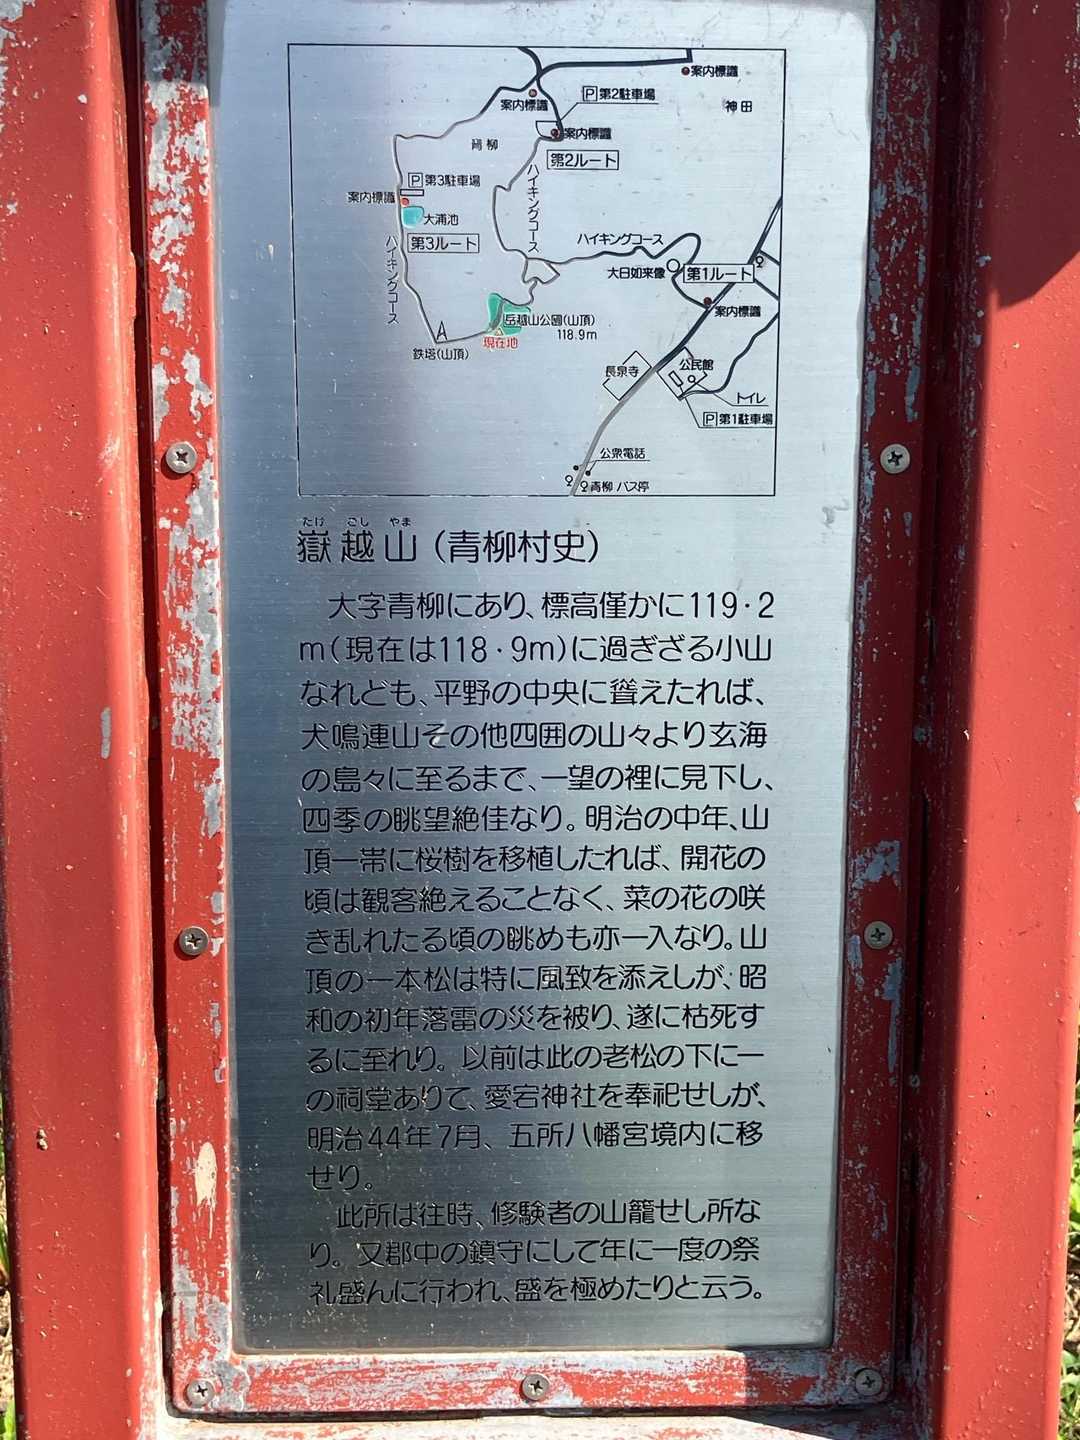 案内標識
神田
P 第2駐車場
案内標識
案内標識
第2ルート
青柳
P 第3駐車場
案内標識
大浦池
第3ルート
ハイキングコース
ハイキングコース
ハイキングコース
大日如来像
第1ルート
案内標識
岳越山公園(山頂)
118.9m
現在地
鉄塔(山頂)
長泉寺
公民館
トイレ
P 第1駐車場
公衆電話
青柳 バス停
たけ ごし やま
嶽越山(青柳村史)
大字青柳にあり、標高僅かに119・2
m(現在は118・9m)に過ぎざる小山
なれども、平野の中央に聳えたれば、
犬鳴連山その他四囲の山々より玄海
の島々に至るまで、一望の裡に見下し、
四季の眺望絶佳なり。明治の中年、山
頂一帯に桜樹を移植したれば、開花の
頃は観客絶えることなく、菜の花の咲
き乱れたる頃の眺めも亦一入なり。山
頂の一本松は特に風致を添えしが、昭
和の初年落雷の災を被り、遂に枯死す
るに至れり。以前は此の老松の下に一
の祠堂ありて、愛宕神社を奉祀せしが、
明治44年7月、五所八幡宮境内に移
せり。
此所は往時、修験者の山籠せし所な
り。又郡中の鎮守にして年に一度の祭
礼盛んに行われ、盛を極めたりと云う。